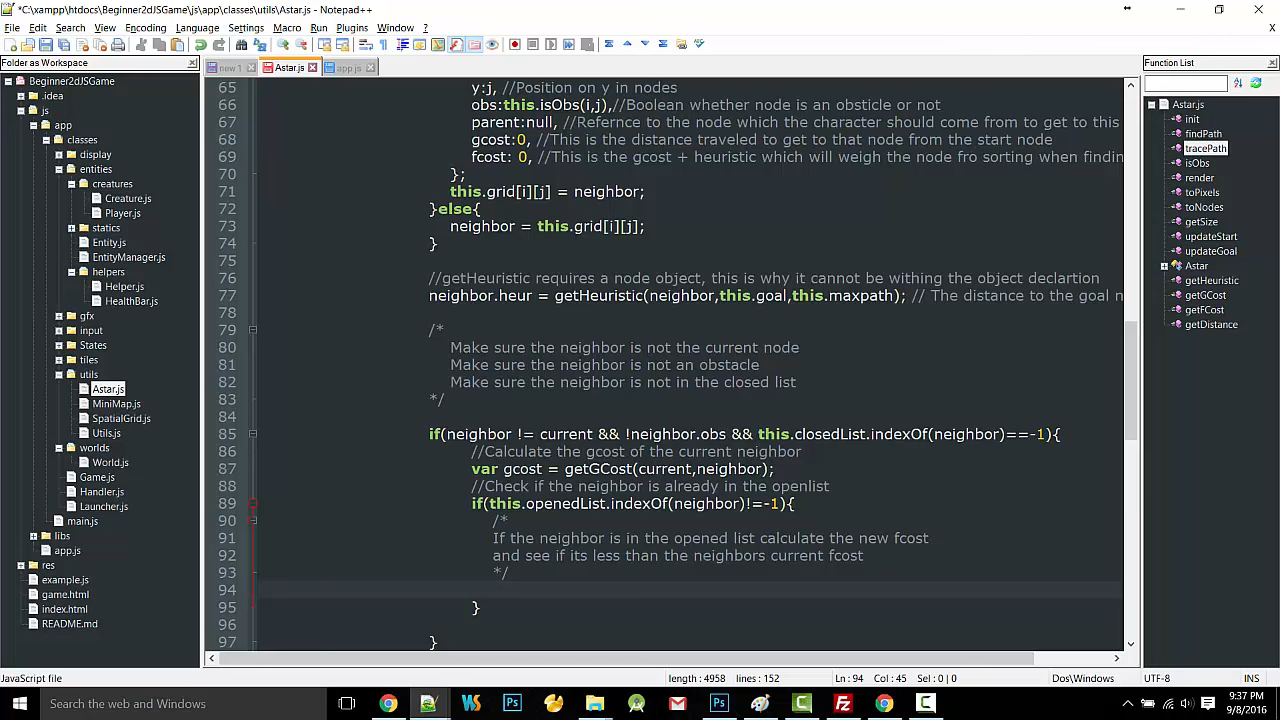 *C:\xampp\htdocs\Beginner2dJSGame\js\app\classes\utils\Astar.js - Notepad++
File Edit Search View Encoding Language Settings Macro Run Plugins Window ?
Folder as Workspace
new 1 Astar.js app.js
Function List
Beginner2dJSGame
.idea
js
app
classes
display
entities
creatures
Creature.js
Player.js
statics
Entity.js
EntityManager.js
helpers
Helper.js
HealthBar.js
gfx
input
States
tiles
utils
Astar.js
MiniMap.js
SpatialGrid.js
Utils.js
worlds
World.js
Game.js
Handler.js
Launcher.js
main.js
libs
app.js
res
example.js
game.html
index.html
README.md
65 y:j, //Position on y in nodes
66 obs:this.isObs(i,j),//Boolean whether node is an obsticle or not
67 parent:null, //Refernce to the node which the character should come from to get to this
68 gcost:0, //This is the distance traveled to get to that node from the start node
69 fcost: 0, //This is the gcost + heuristic which will weigh the node fro sorting when findin
70 };
71 this.grid[i][j] = neighbor;
72 }else{
73 neighbor = this.grid[i][j];
74 }
75
76 //getHeuristic requires a node object, this is why it cannot be withing the object declartion
77 neighbor.heur = getHeuristic(neighbor,this.goal,this.maxpath); // The distance to the goal n
78
79 /*
80 Make sure the neighbor is not the current node
81 Make sure the neighbor is not an obstacle
82 Make sure the neighbor is not in the closed list
83 */
84
85 if(neighbor != current && !neighbor.obs && this.closedList.indexOf(neighbor)==-1){
86 //Calculate the gcost of the current neighbor
87 var gcost = getGCost(current,neighbor);
88 //Check if the neighbor is already in the openlist
89 if(this.openedList.indexOf(neighbor)!=-1){
90 /*
91 If the neighbor is in the opened list calculate the new fcost
92 and see if its less than the neighbors current fcost
93 */
94
95 }
96
97 }
Astar.js
init
findPath
tracePath
isObs
render
toPixels
toNodes
getSize
updateStart
updateGoal
Astar
getHeuristic
getGCost
getFCost
getDistance
JavaScript file length : 4958 lines : 152 Ln : 94 Col : 45 Sel : 0 | 0 Dos\Windows UTF-8 INS
Search the web and Windows
9:37 PM
9/8/2016